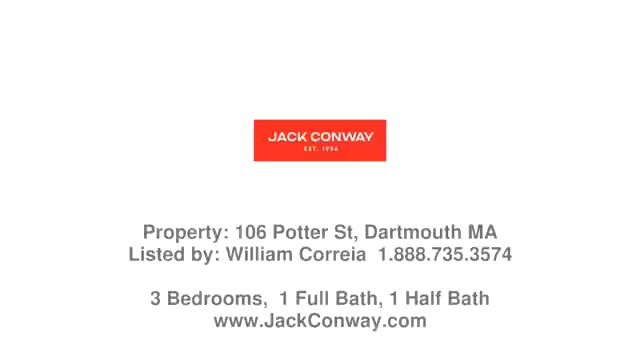 JACK CONWAY
EST. 1956
Property: 106 Potter St, Dartmouth MA
Listed by: William Correia  1.888.735.3574
3 Bedrooms,  1 Full Bath, 1 Half Bath
www.JackConway.com